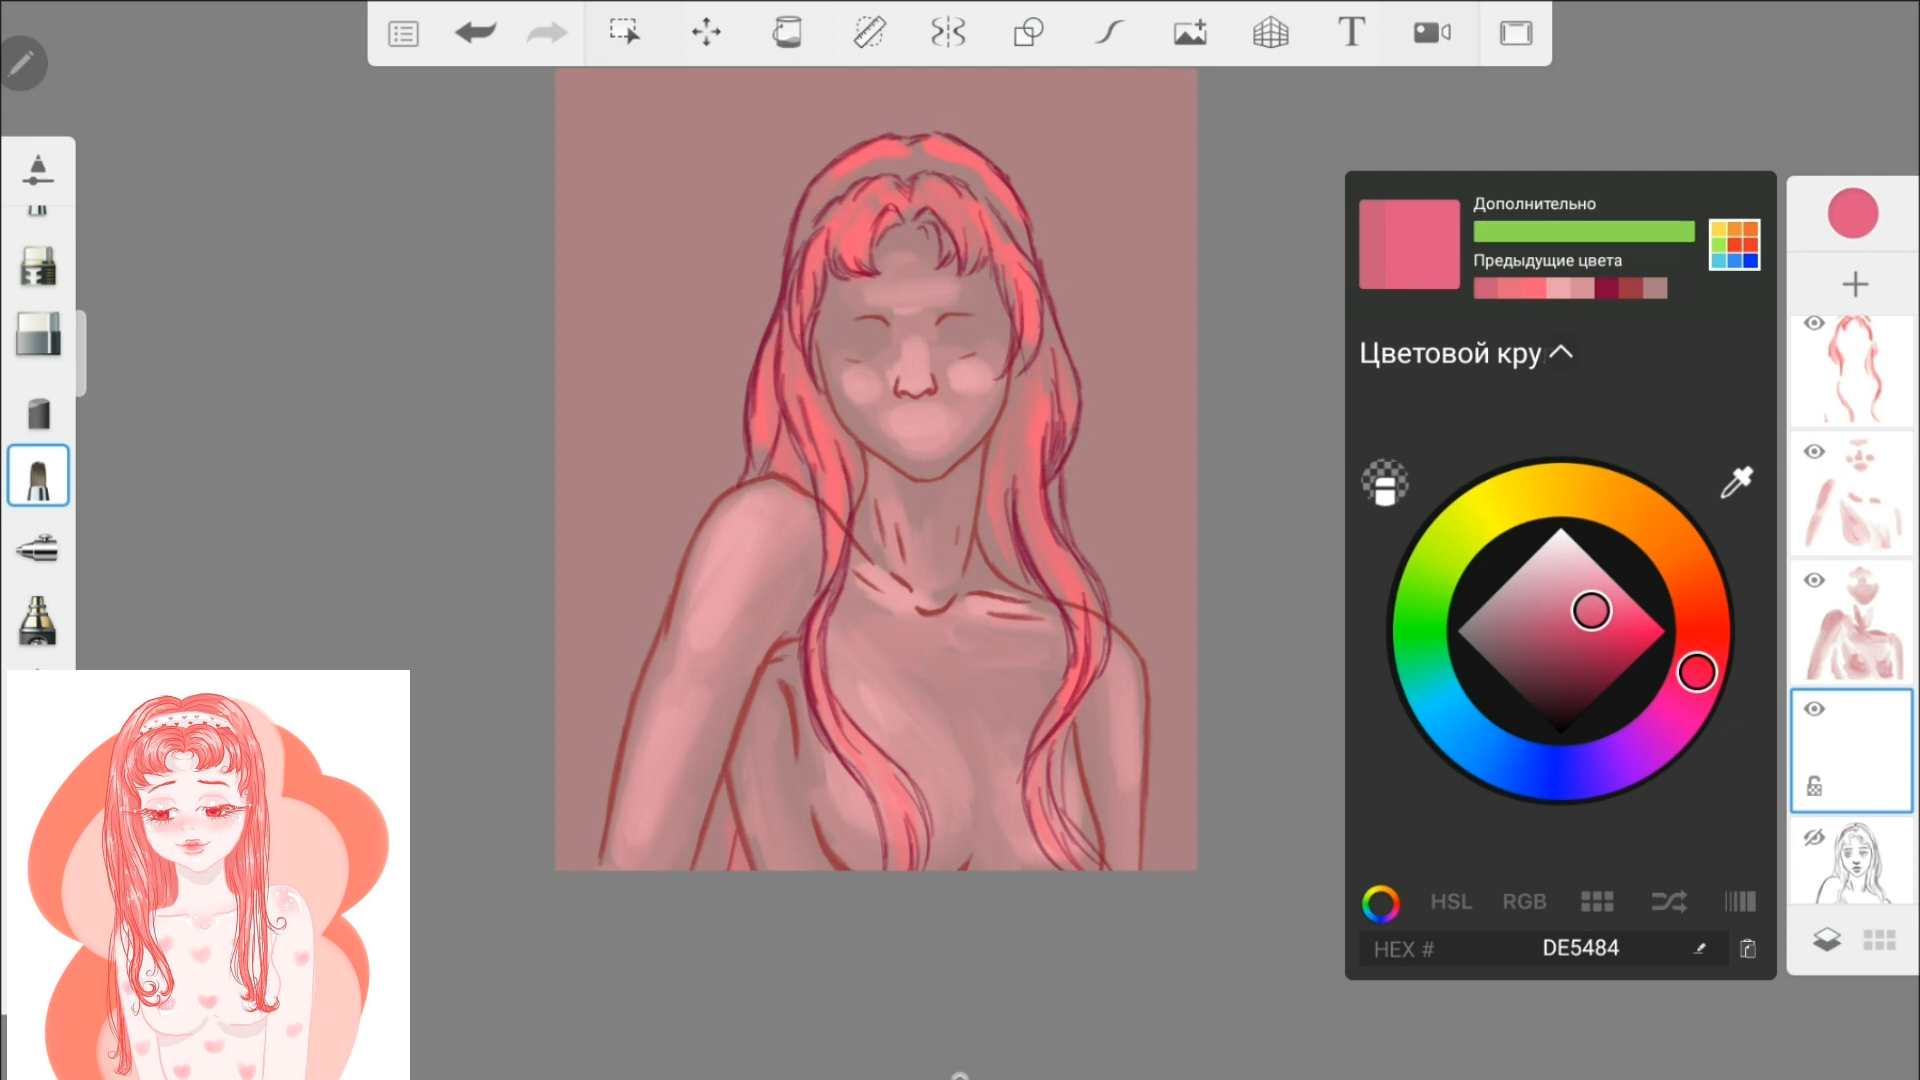 T
Дополнительно
Предыдущие цвета
Цветовой кру
HSL RGB
HEX # DE5484